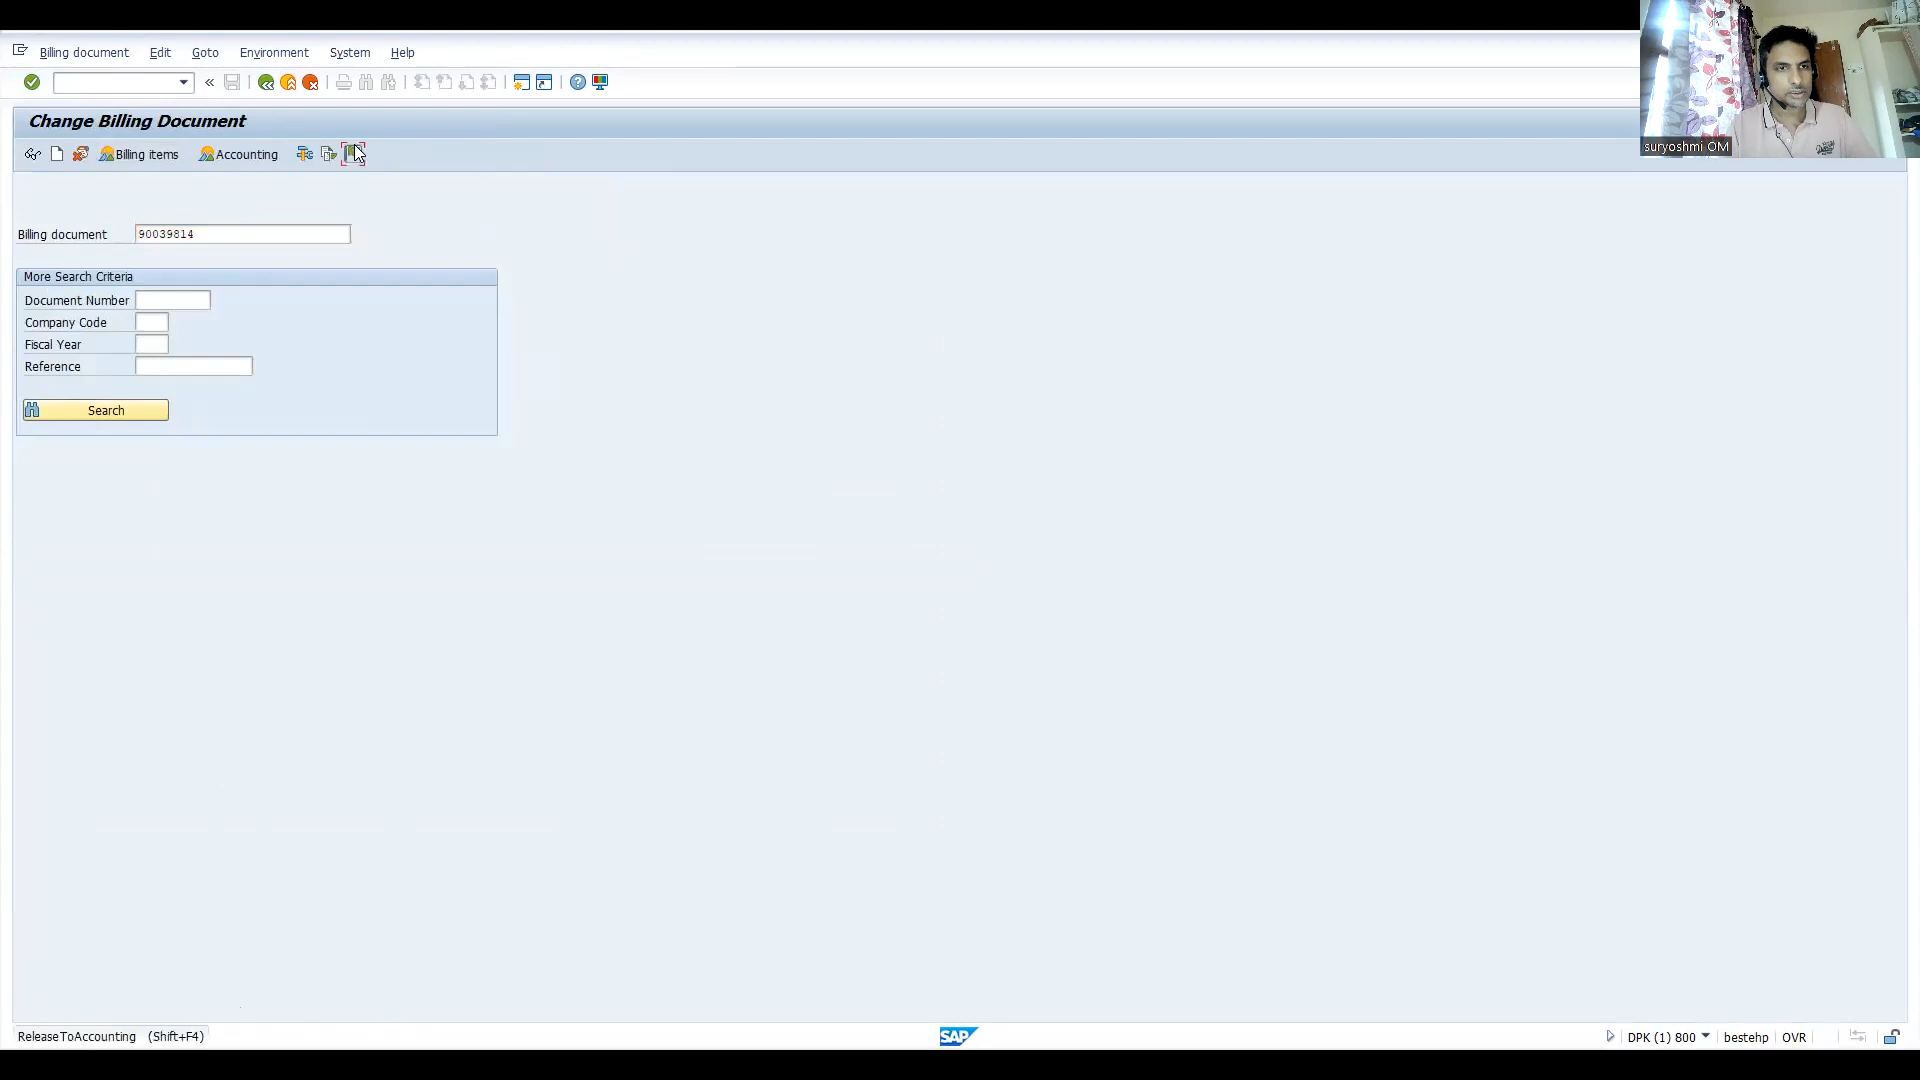 Billing document Edit Goto Environment System Help
Change Billing Document
Billing items Accounting
suryoshmi OM
Billing document 90039814
More Search Criteria
Document Number
Company Code
Fiscal Year
Reference
Search
ReleaseToAccounting (Shift+F4)
SAP
DPK (1) 800 bestehp OVR